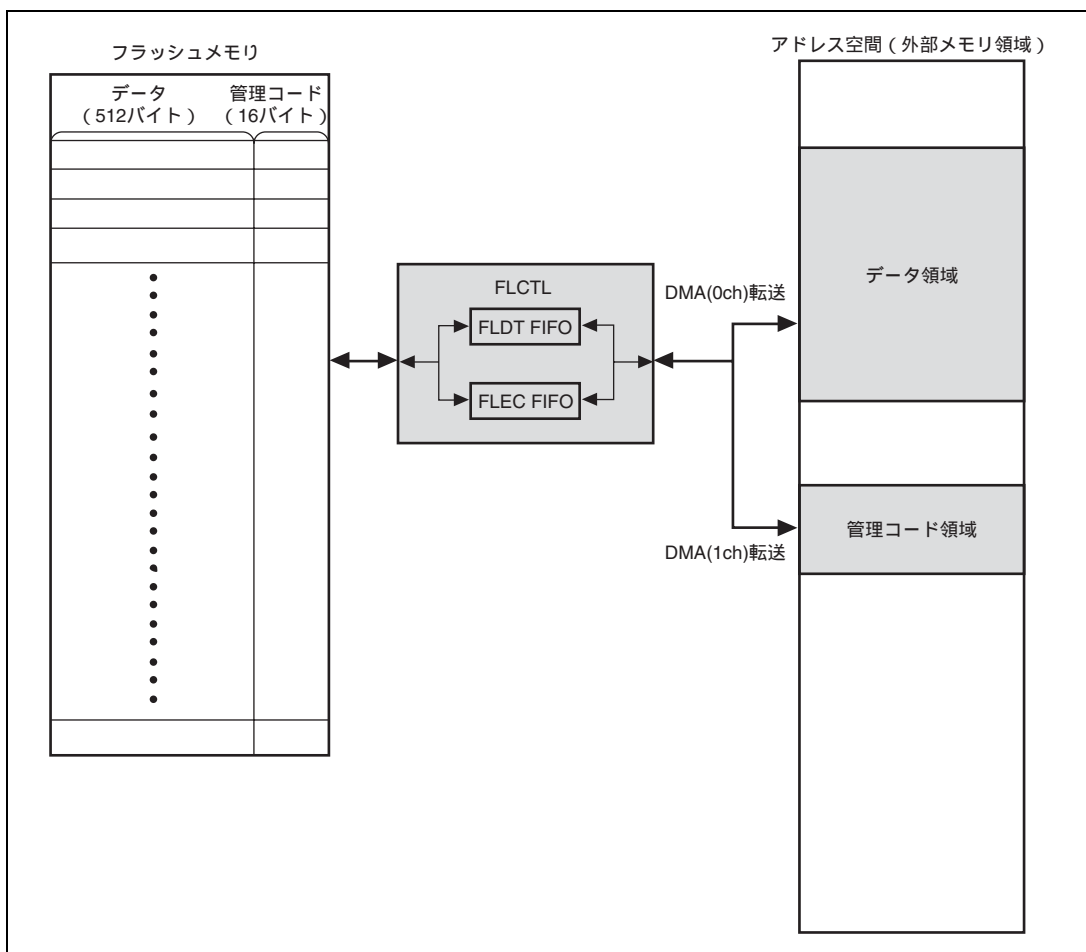 フラッシュメモリ
データ
（512バイト）
管理コード
（16バイト）
FLCTL
FLDT FIFO
FLEC FIFO
DMA(0ch)転送
DMA(1ch)転送
アドレス空間（外部メモリ領域）
データ領域
管理コード領域